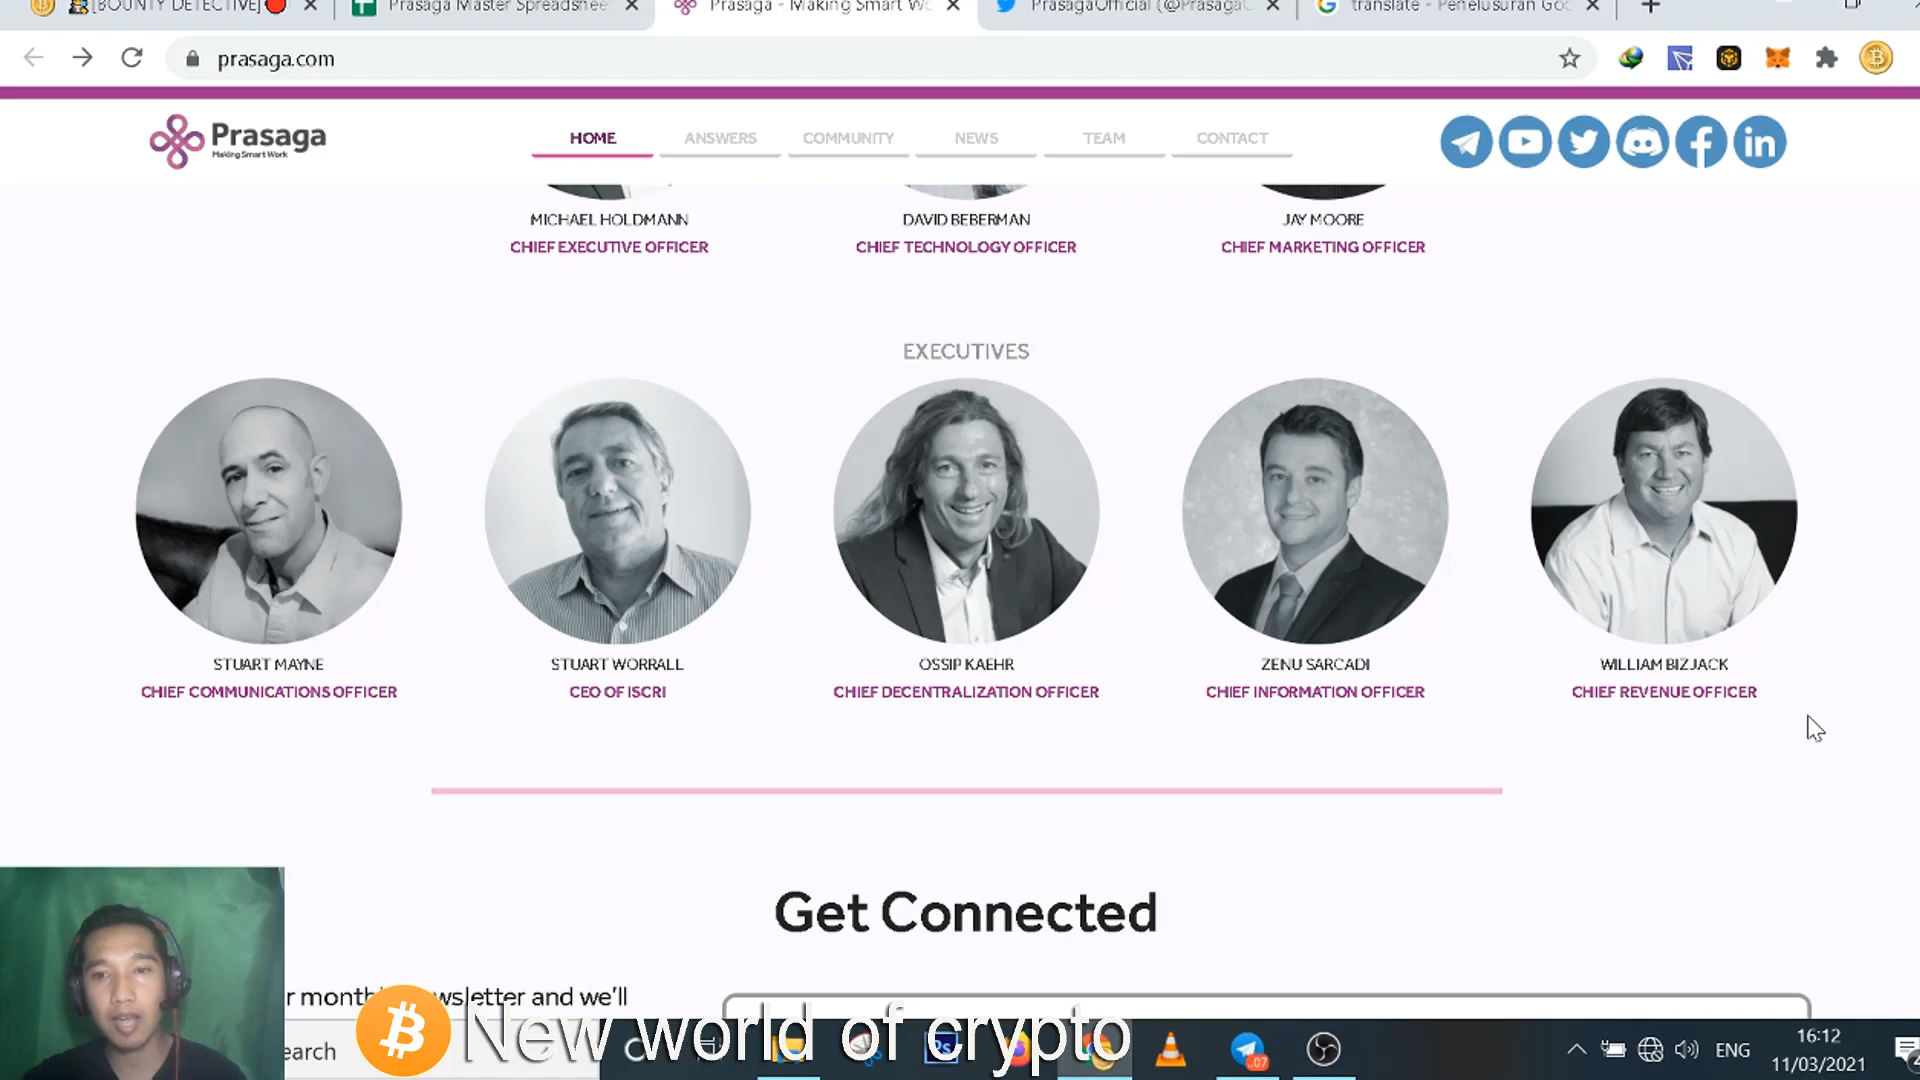 [BOUNTY DETECTIVE]
Prasaga Master Spreadshee
Prasaga - Making Smart Wo
PrasagaOfficial (@PrasagaO
translate - Penelusuran Goo
prasaga.com
Prasaga
Making Smart Work
HOME
ANSWERS
COMMUNITY
NEWS
TEAM
CONTACT
MICHAEL HOLDMANN
CHIEF EXECUTIVE OFFICER
DAVID BEBERMAN
CHIEF TECHNOLOGY OFFICER
JAY MOORE
CHIEF MARKETING OFFICER
EXECUTIVES
STUART MAYNE
CHIEF COMMUNICATIONS OFFICER
STUART WORRALL
CEO OF ISCRI
OSSIP KAEHR
CHIEF DECENTRALIZATION OFFICER
ZENU SARCADI
CHIEF INFORMATION OFFICER
WILLIAM BIZJACK
CHIEF REVENUE OFFICER
Get Connected
r month wsletter and we'll
New world of crypto
earch
Ps
07
ENG
16:12
11/03/2021